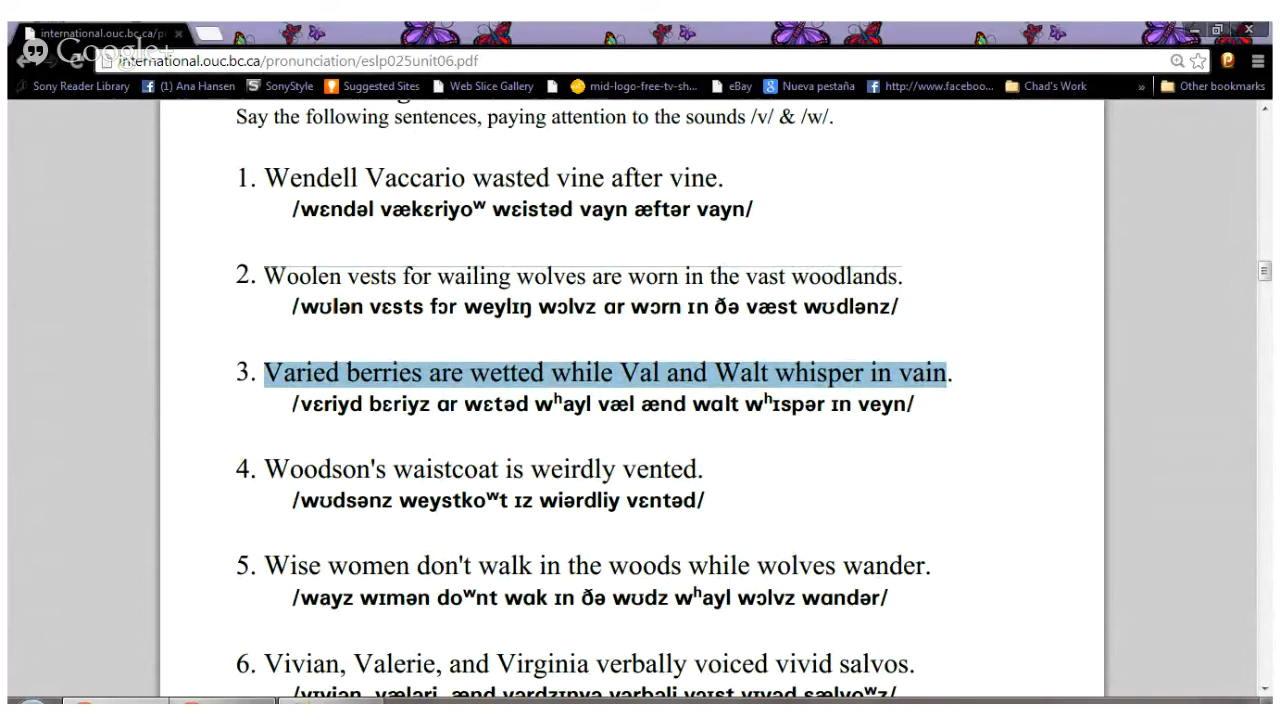 international.ouc.bc.ca/p
Google+
international.ouc.bc.ca/pronunciation/eslp025unit06.pdf
Sony Reader Library (1) Ana Hansen SonyStyle Suggested Sites Web Slice Gallery mid-logo-free-tv-sh... eBay Nueva pestaña http://www.faceboo... Chad's Work » Other bookmarks
Say the following sentences, paying attention to the sounds /v/ & /w/.
1. Wendell Vaccario wasted vine after vine.
/wɛndəl vækɛriyoʷ wɛistəd vayn æftər vayn/
2. Woolen vests for wailing wolves are worn in the vast woodlands.
/wʊlən vɛsts fɔr weylɪŋ wɔlvz ɑr wɔrn ɪn ðə væst wʊdlənz/
3. Varied berries are wetted while Val and Walt whisper in vain.
/vɛriyd bɛriyz ɑr wɛtəd wʰayl væl ænd wɑlt wʰɪspər ɪn veyn/
4. Woodson's waistcoat is weirdly vented.
/wʊdsənz weystkoʷt ɪz wiərdliy vɛntəd/
5. Wise women don't walk in the woods while wolves wander.
/wayz wɪmən doʷnt wɑk ɪn ðə wʊdz wʰayl wɔlvz wɑndər/
6. Vivian, Valerie, and Virginia verbally voiced vivid salvos.